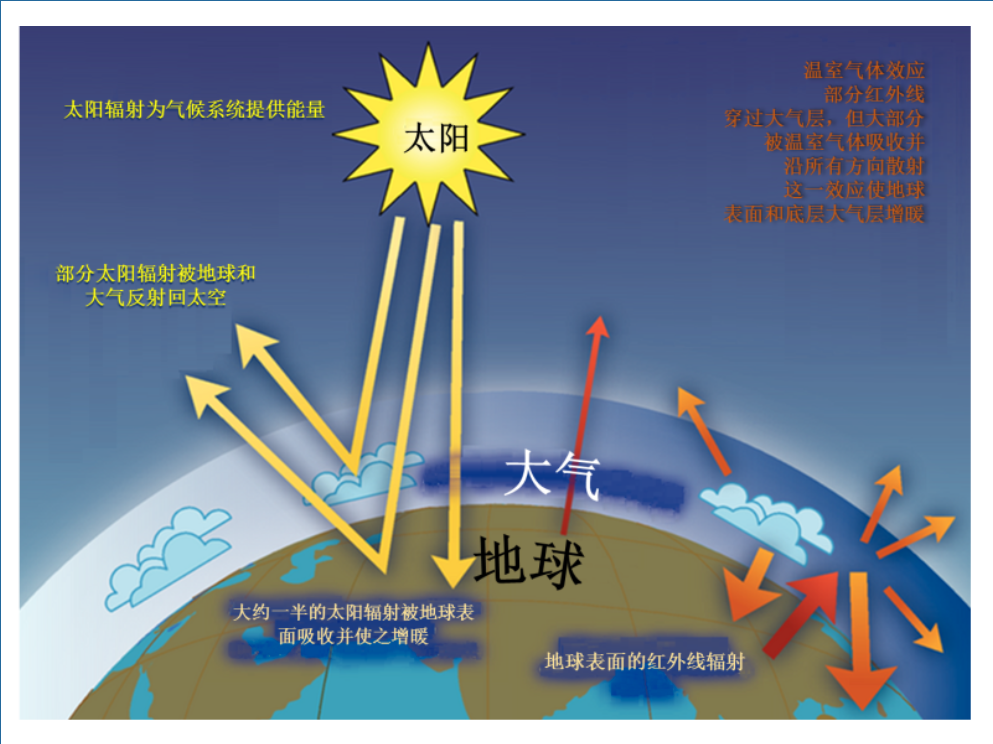 太阳辐射为气候系统提供能量
太阳
温室气体效应
部分红外线
穿过大气层，但大部分
被温室气体吸收并
沿所有方向散射
这一效应使地球
表面和底层大气层增暖
部分太阳辐射被地球和
大气反射回太空
大气
地球
大约一半的太阳辐射被地球表
面吸收并使之增暖
地球表面的红外线辐射